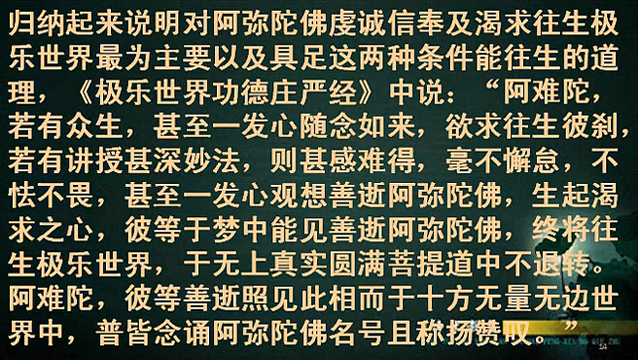 归纳起来说明对阿弥陀佛虔诚信奉及渴求往生极
乐世界最为主要以及具足这两种条件能往生的道
理，《极乐世界功德庄严经》中说：“阿难陀，
若有众生，甚至一发心随念如来，欲求往生彼刹，
若有讲授甚深妙法，则甚感难得，毫不懈怠，不
怯不畏，甚至一发心观想善逝阿弥陀佛，生起渴
求之心，彼等于梦中能见善逝阿弥陀佛，终将往
生极乐世界，于无上真实圆满菩提道中不退转。
阿难陀，彼等善逝照见此相而于十方无量无边世
界中，普皆念诵阿弥陀佛名号且称扬赞叹。”